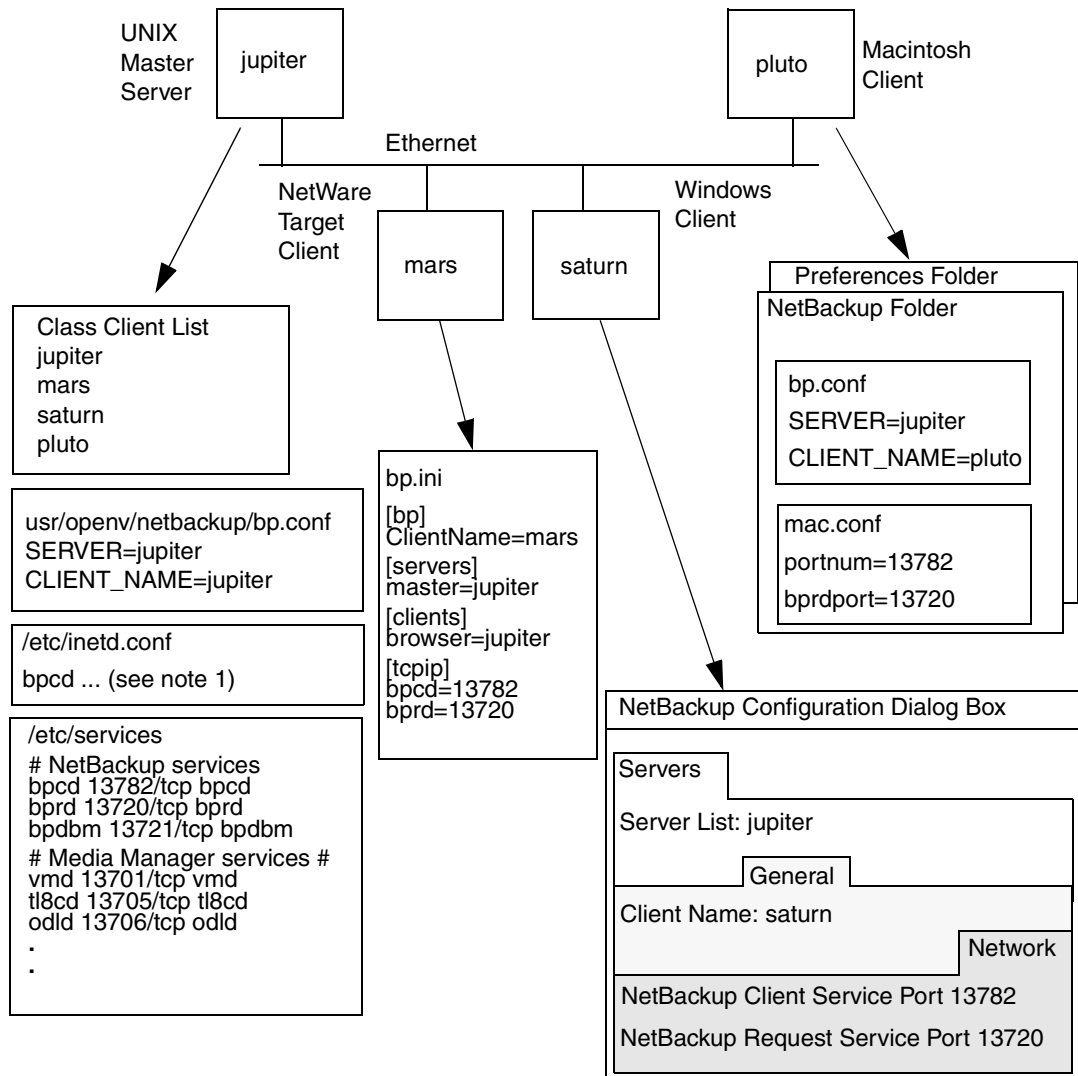 UNIX
Master
Server
jupiter
pluto
Macintosh
Client
Ethernet
NetWare
Target
Client
mars
saturn
Windows
Client
Class Client List
jupiter
mars
saturn
pluto
usr/openv/netbackup/bp.conf
SERVER=jupiter
CLIENT_NAME=jupiter
/etc/inetd.conf
bpcd ... (see note 1)
/etc/services
# NetBackup services
bpcd 13782/tcp bpcd
bprd 13720/tcp bprd
bpdbm 13721/tcp bpdbm
# Media Manager services #
vmd 13701/tcp vmd
tl8cd 13705/tcp tl8cd
odld 13706/tcp odld
.
.
bp.ini
[bp]
ClientName=mars
[servers]
master=jupiter
[clients]
browser=jupiter
[tcpip]
bpcd=13782
bprd=13720
Preferences Folder
NetBackup Folder
bp.conf
SERVER=jupiter
CLIENT_NAME=pluto
mac.conf
portnum=13782
bprdport=13720
NetBackup Configuration Dialog Box
Servers
Server List: jupiter
General
Client Name: saturn
Network
NetBackup Client Service Port 13782
NetBackup Request Service Port 13720